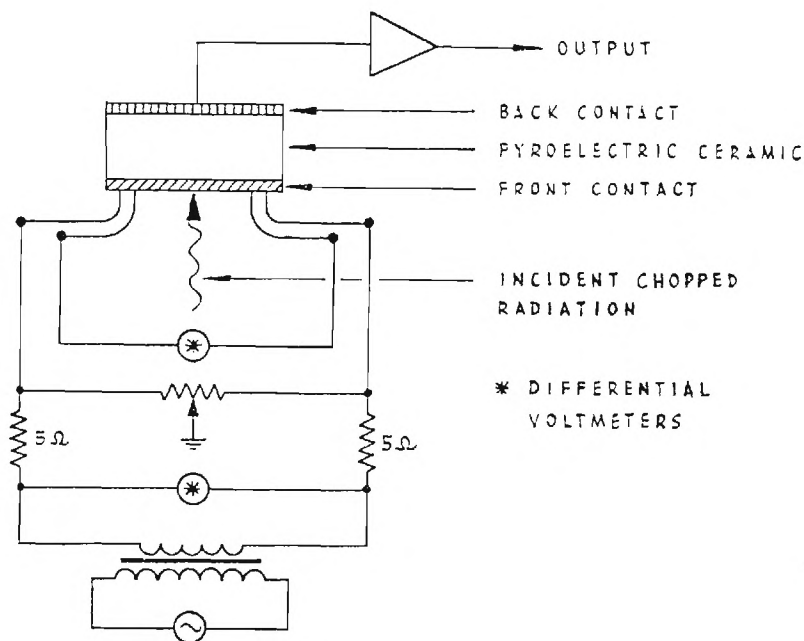 OUTPUT
BACK CONTACT
PYROELECTRIC CERAMIC
FRONT CONTACT
INCIDENT CHOPPED
RADIATION
* DIFFERENTIAL
VOLTMETERS
*
5Ω
5Ω
*